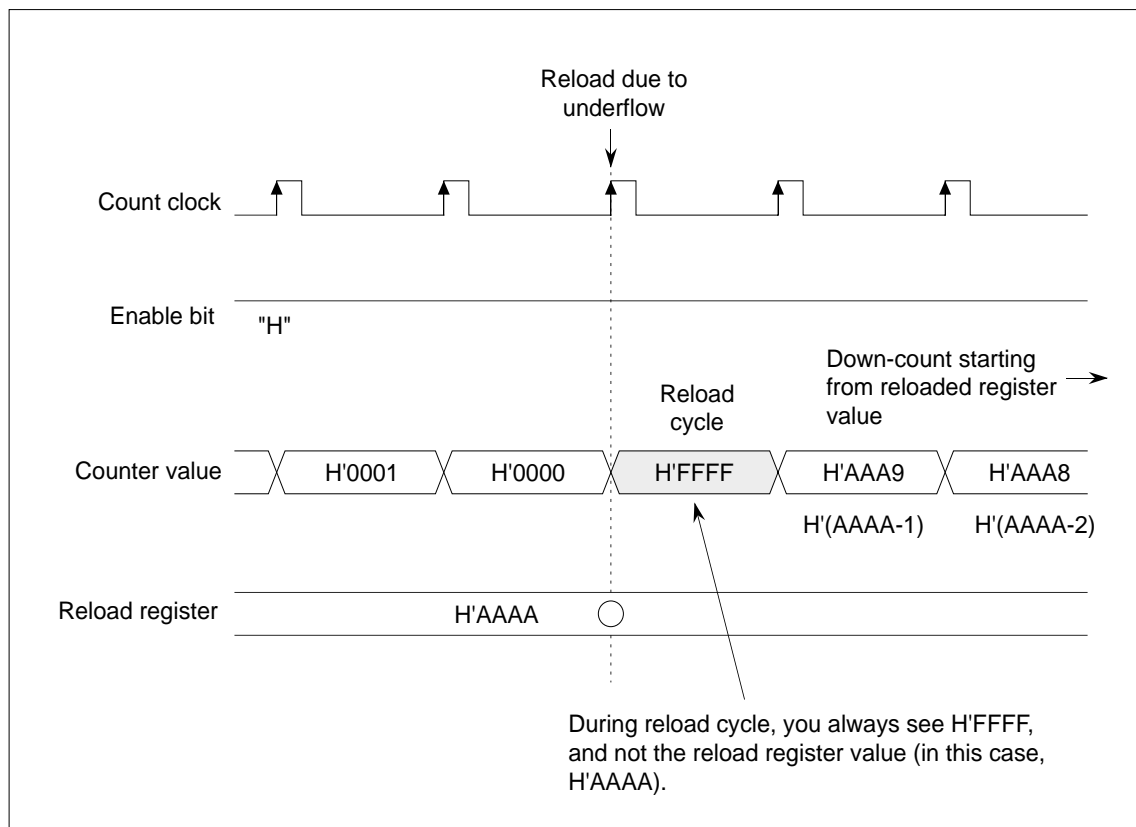 Reload due to
underflow
Count clock
Enable bit
"H"
Down-count starting
from reloaded register
value
Reload
cycle
Counter value
H'0001
H'0000
H'FFFF
H'AAA9
H'AAA8
H'(AAAA-1)
H'(AAAA-2)
Reload register
H'AAAA
During reload cycle, you always see H'FFFF,
and not the reload register value (in this case,
H'AAAA).